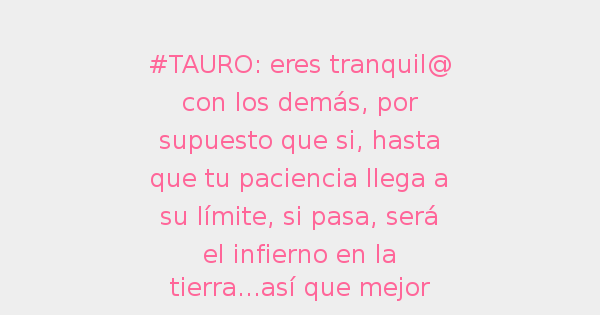 #TAURO: eres tranquil@
con los demás, por
supuesto que si, hasta
que tu paciencia llega a
su límite, si pasa, será
el infierno en la
tierra...así que mejor